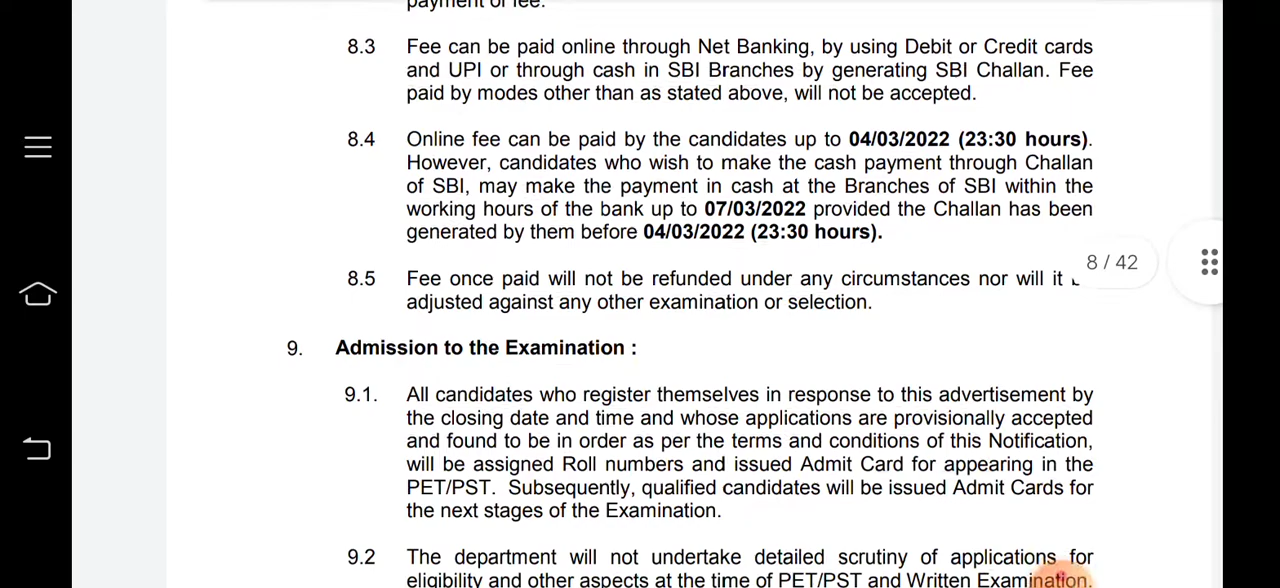 payment of fee.
8.3 Fee can be paid online through Net Banking, by using Debit or Credit cards
and UPI or through cash in SBI Branches by generating SBI Challan. Fee
paid by modes other than as stated above, will not be accepted.
8.4 Online fee can be paid by the candidates up to 04/03/2022 (23:30 hours).
However, candidates who wish to make the cash payment through Challan
of SBI, may make the payment in cash at the Branches of SBI within the
working hours of the bank up to 07/03/2022 provided the Challan has been
generated by them before 04/03/2022 (23:30 hours).
8 / 42
8.5 Fee once paid will not be refunded under any circumstances nor will it
adjusted against any other examination or selection.
9. Admission to the Examination :
9.1. All candidates who register themselves in response to this advertisement by
the closing date and time and whose applications are provisionally accepted
and found to be in order as per the terms and conditions of this Notification,
will be assigned Roll numbers and issued Admit Card for appearing in the
PET/PST. Subsequently, qualified candidates will be issued Admit Cards for
the next stages of the Examination.
9.2 The department will not undertake detailed scrutiny of applications for
eligibility and other aspects at the time of PET/PST and Written Examination.